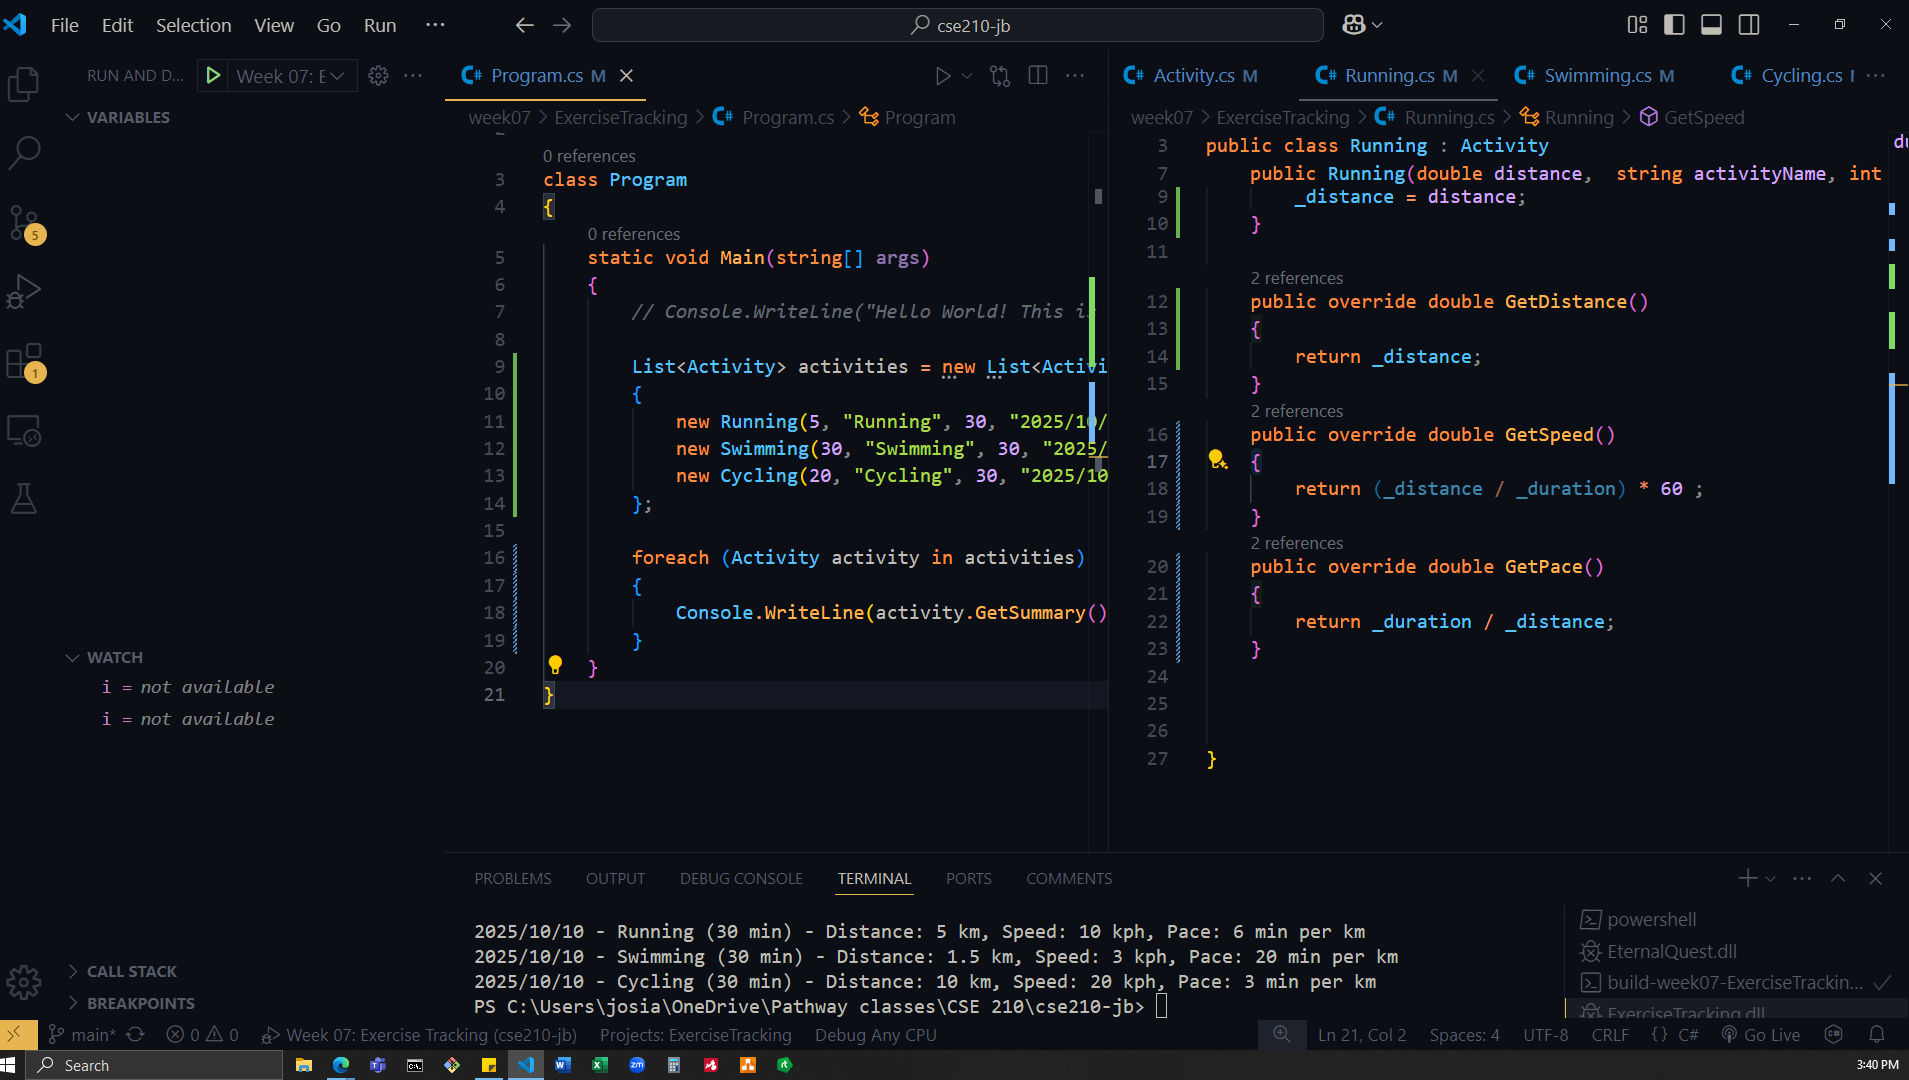 File Edit Selection View Go Run ··· cse210-jb
RUN AND D... Week 07: E ···
VARIABLES
WATCH
i = not available
i = not available
CALL STACK
BREAKPOINTS
5
1
C# Program.cs M
week07 > ExerciseTracking > C# Program.cs > Program
2
0 references
3 class Program
4 {
0 references
5 static void Main(string[] args)
6 {
7 // Console.WriteLine("Hello World! This is
8
9 List<Activity> activities = new List<Activi
10 {
11 new Running(5, "Running", 30, "2025/10/
12 new Swimming(30, "Swimming", 30, "2025/
13 new Cycling(20, "Cycling", 30, "2025/10
14 };
15
16 foreach (Activity activity in activities)
17 {
18 Console.WriteLine(activity.GetSummary()
19 }
20 }
21 }
C# Activity.cs M C# Running.cs M C# Swimming.cs M C# Cycling.cs ···
week07 > ExerciseTracking > C# Running.cs > Running > GetSpeed
3 public class Running : Activity
7 public Running(double distance,  string activityName, int
9 _distance = distance;
10 }
11
2 references
12 public override double GetDistance()
13 {
14 return _distance;
15 }
2 references
16 public override double GetSpeed()
17 {
18 return (_distance / _duration) * 60 ;
19 }
2 references
20 public override double GetPace()
21 {
22 return _duration / _distance;
23 }
24
25
26
27 }
PROBLEMS OUTPUT DEBUG CONSOLE TERMINAL PORTS COMMENTS
2025/10/10 - Running (30 min) - Distance: 5 km, Speed: 10 kph, Pace: 6 min per km
2025/10/10 - Swimming (30 min) - Distance: 1.5 km, Speed: 3 kph, Pace: 20 min per km
2025/10/10 - Cycling (30 min) - Distance: 10 km, Speed: 20 kph, Pace: 3 min per km
PS C:\Users\josia\OneDrive\Pathway classes\CSE 210\cse210-jb>
powershell
EternalQuest.dll
build-week07-ExerciseTrackin...
ExerciseTracking.dll
main* 0 0 Week 07: Exercise Tracking (cse210-jb) Projects: ExerciseTracking Debug Any CPU Ln 21, Col 2 Spaces: 4 UTF-8 CRLF {} C# Go Live
Search 3:40 PM